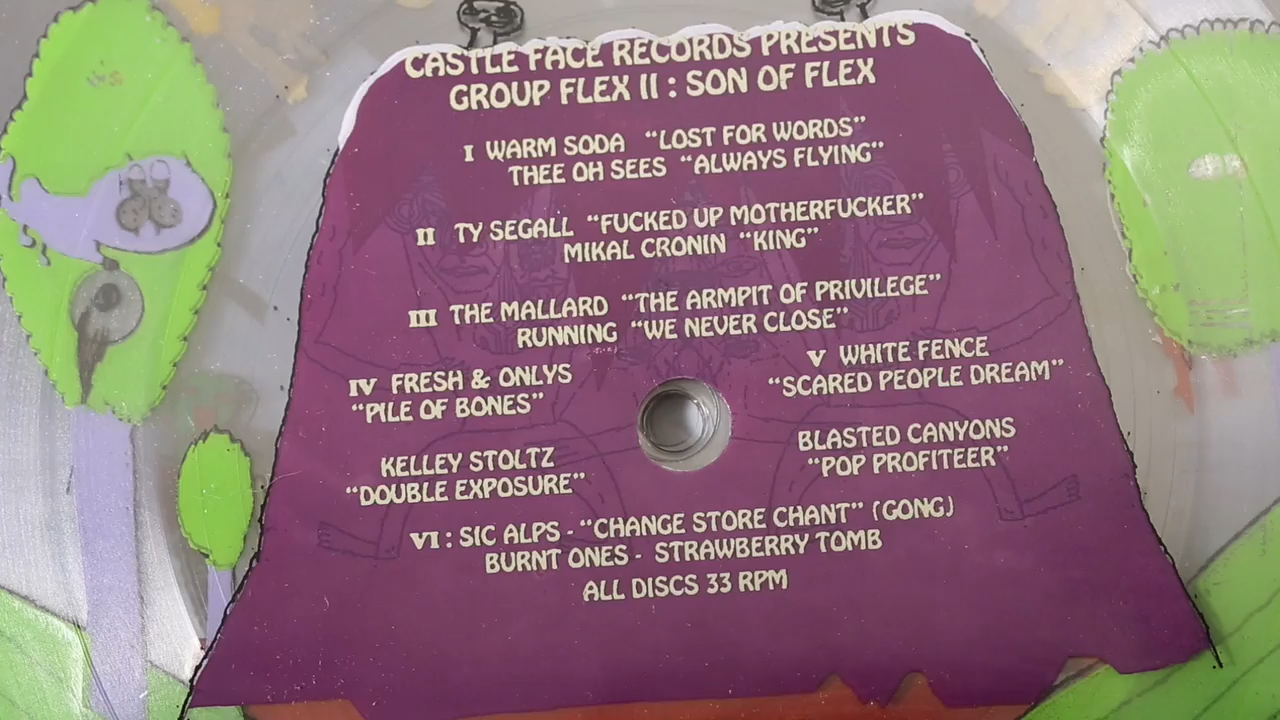 CASTLE FACE RECORDS PRESENTS
GROUP FLEX II : SON OF FLEX
I WARM SODA "LOST FOR WORDS"
THEE OH SEES "ALWAYS FLYING"
II TY SEGALL "FUCKED UP MOTHERFUCKER"
MIKAL CRONIN "KING"
III THE MALLARD "THE ARMPIT OF PRIVILEGE"
RUNNING "WE NEVER CLOSE"
IV FRESH & ONLYS
"PILE OF BONES"
KELLEY STOLTZ
"DOUBLE EXPOSURE"
V WHITE FENCE
"SCARED PEOPLE DREAM"
BLASTED CANYONS
"POP PROFITEER"
VI : SIC ALPS - "CHANGE STORE CHANT" (GONG)
BURNT ONES - STRAWBERRY TOMB
ALL DISCS 33 RPM